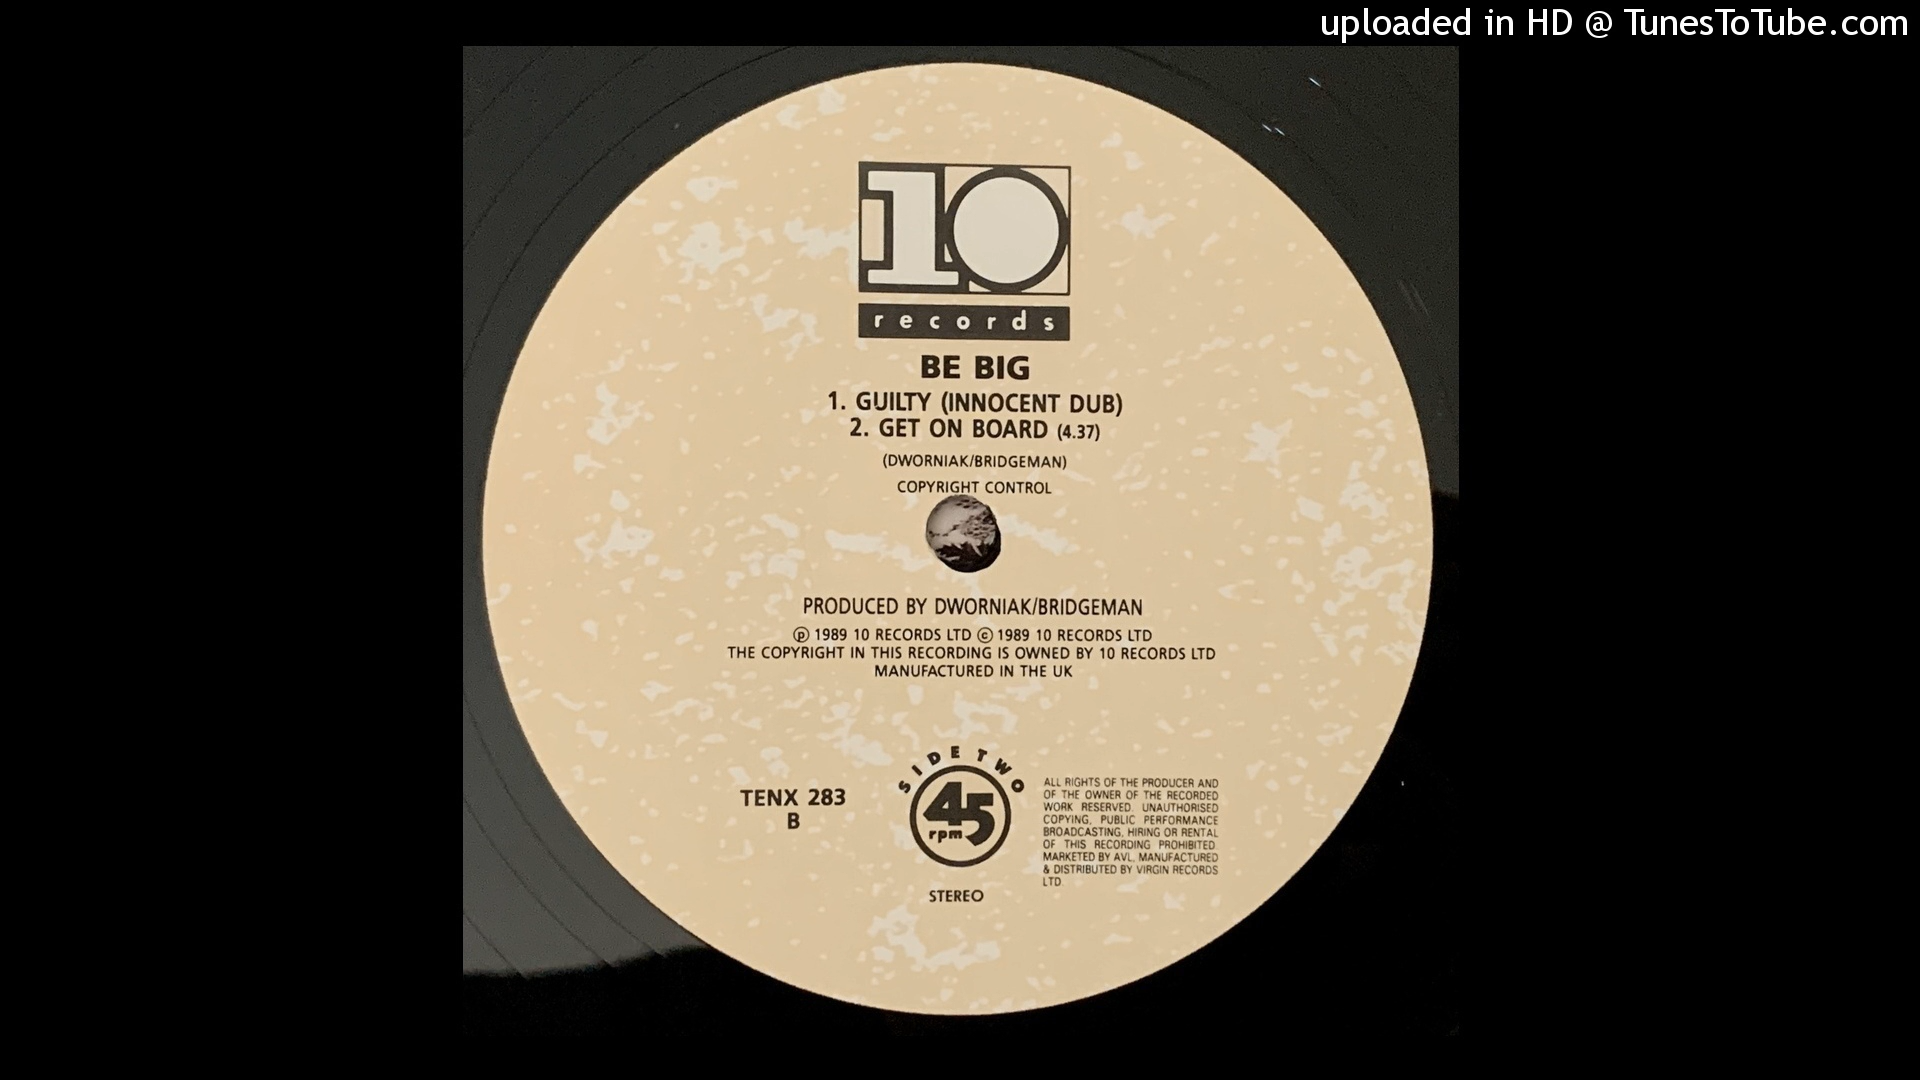 uploaded in HD @ TunesToTube.com
10
records
BE BIG
1. GUILTY (INNOCENT DUB)
2. GET ON BOARD (4.37)
(DWORNIAK/BRIDGEMAN)
COPYRIGHT CONTROL
PRODUCED BY DWORNIAK/BRIDGEMAN
℗ 1989 10 RECORDS LTD © 1989 10 RECORDS LTD
THE COPYRIGHT IN THIS RECORDING IS OWNED BY 10 RECORDS LTD
MANUFACTURED IN THE UK
SIDE TWO
TENX 283
B
45
rpm
STEREO
ALL RIGHTS OF THE PRODUCER AND
OF THE OWNER OF THE RECORDED
WORK RESERVED. UNAUTHORISED
COPYING, PUBLIC PERFORMANCE
BROADCASTING, HIRING OR RENTAL
OF THIS RECORDING PROHIBITED.
MARKETED BY AVL, MANUFACTURED
& DISTRIBUTED BY VIRGIN RECORDS
LTD.